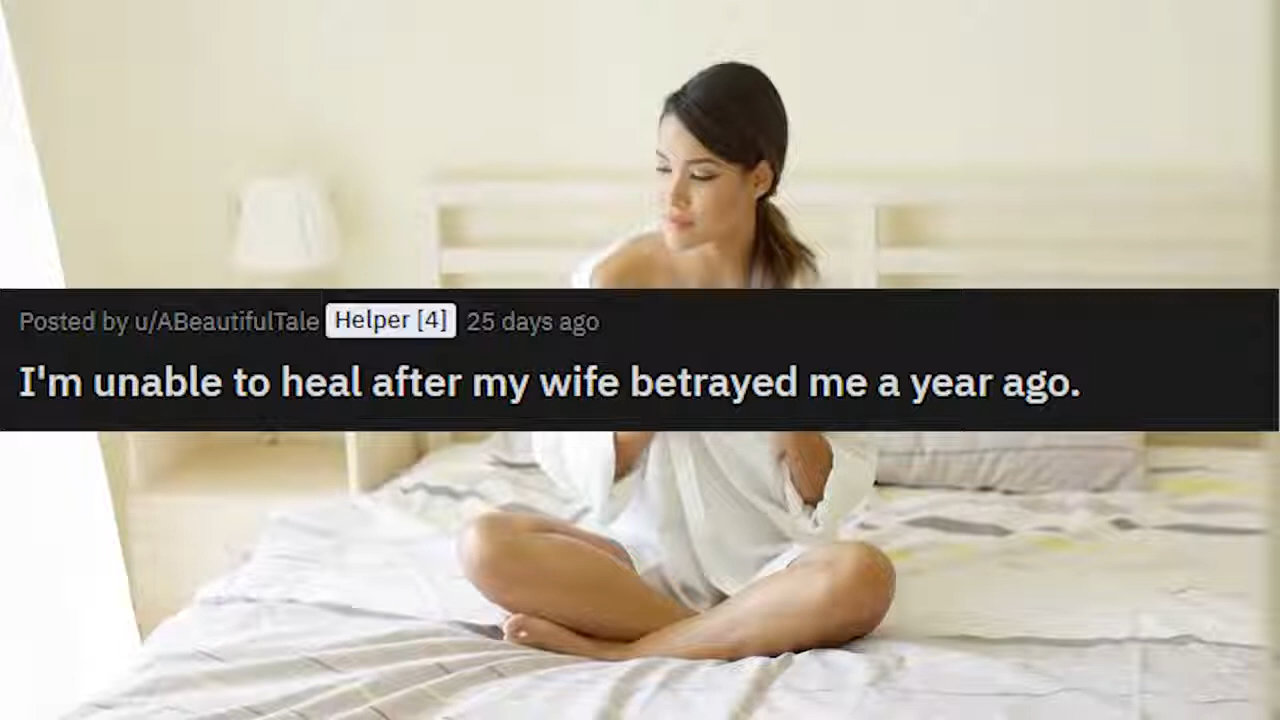 Posted by u/ABeautifulTale Helper [4] 25 days ago
I'm unable to heal after my wife betrayed me a year ago.